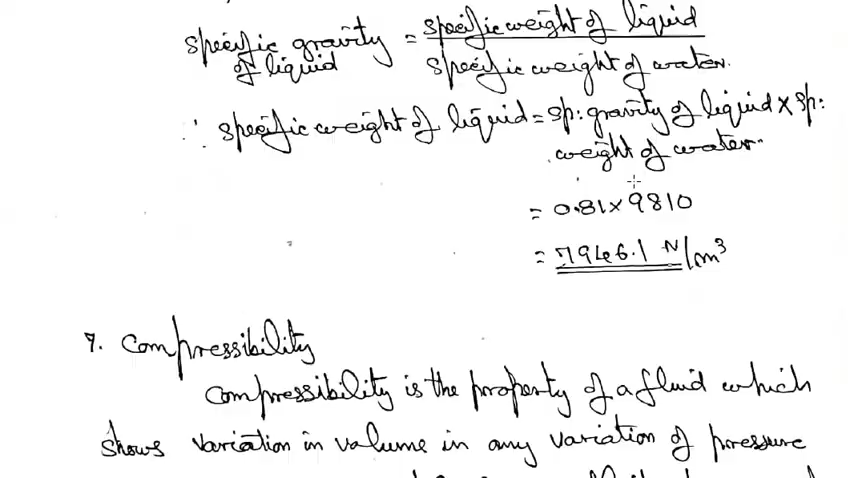 specific gravity = specific weight of liquid
of liquid specific weight of water.
∴ specific weight of liquid = sp: gravity of liquid × sp:
weight of water
= 0.81 × 9810
= 7946.1 N/m³
7. Compressibility
Compressibility is the property of a fluid which
shows variation in volume in any variation of pressure